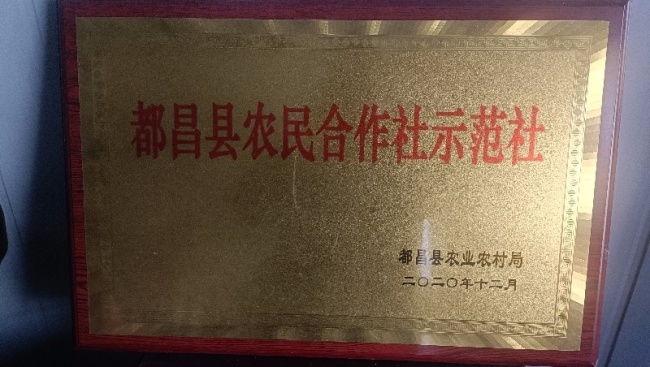 都昌县农民合作社示范社
都昌县农业农村局
二〇二〇年十二月